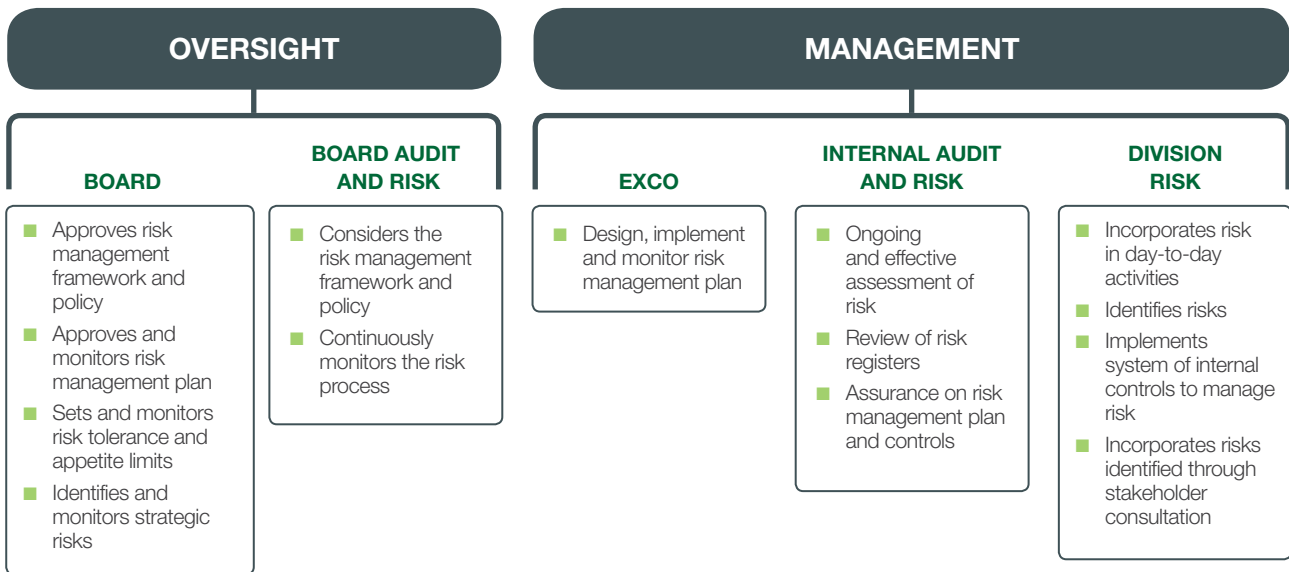 OVERSIGHT
BOARD
Approves risk
management
framework and
policy
Approves and
monitors risk
management plan
Sets and monitors
risk tolerance and
appetite limits
Identifies and
monitors strategic
risks
BOARD AUDIT
AND RISK
Considers the
risk management
framework and
policy
Continuously
monitors the risk
process
MANAGEMENT
EXCO
Design, implement
and monitor risk
management plan
INTERNAL AUDIT
AND RISK
Ongoing
and effective
assessment of
risk
Review of risk
registers
Assurance on risk
management plan
and controls
DIVISION
RISK
Incorporates risk
in day-to-day
activities
Identifies risks
Implements
system of internal
controls to manage
risk
Incorporates risks
identified through
stakeholder
consultation